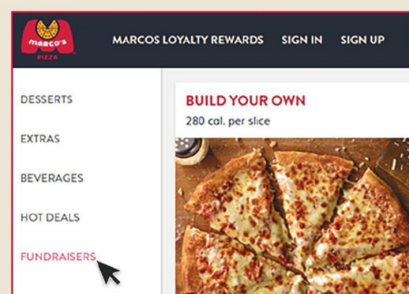 MARCO'S
PIZZA
MARCOS LOYALTY REWARDS SIGN IN SIGN UP
DESSERTS
EXTRAS
BEVERAGES
HOT DEALS
FUNDRAISERS
BUILD YOUR OWN
280 cal. per slice